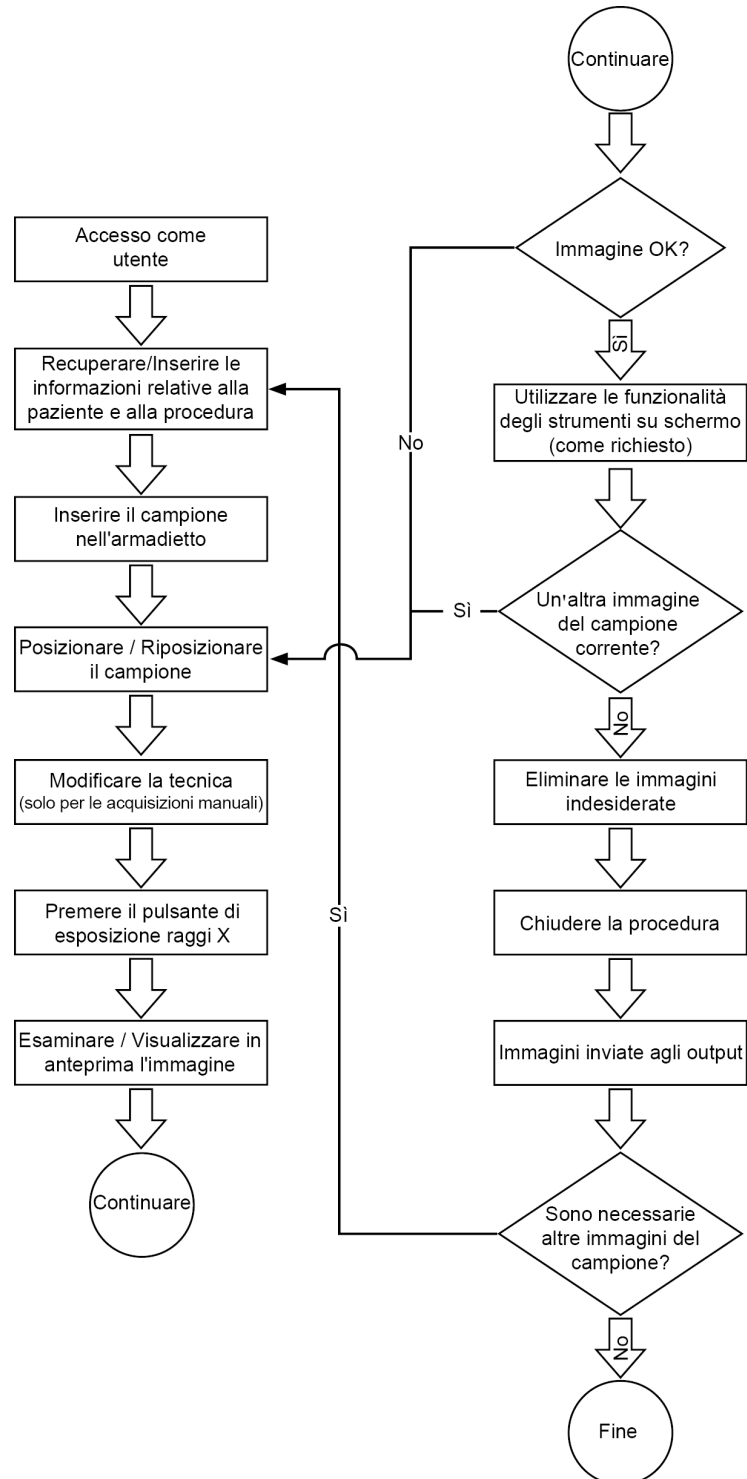 Accesso come
utente
Recuperare/Inserire le
informazioni relative alla
paziente e alla procedura
Inserire il campione
nell'armadietto
Posizionare / Riposizionare
il campione
Modificare la tecnica
(solo per le acquisizioni manuali)
Premere il pulsante di
esposizione raggi X
Esaminare / Visualizzare in
anteprima l'immagine
Continuare
Continuare
Immagine OK?
No
Sì
Utilizzare le funzionalità
degli strumenti su schermo
(come richiesto)
Un'altra immagine
del campione
corrente?
Sì
No
Eliminare le immagini
indesiderate
Chiudere la procedura
Immagini inviate agli output
Sono necessarie
altre immagini del
campione?
Sì
No
Fine